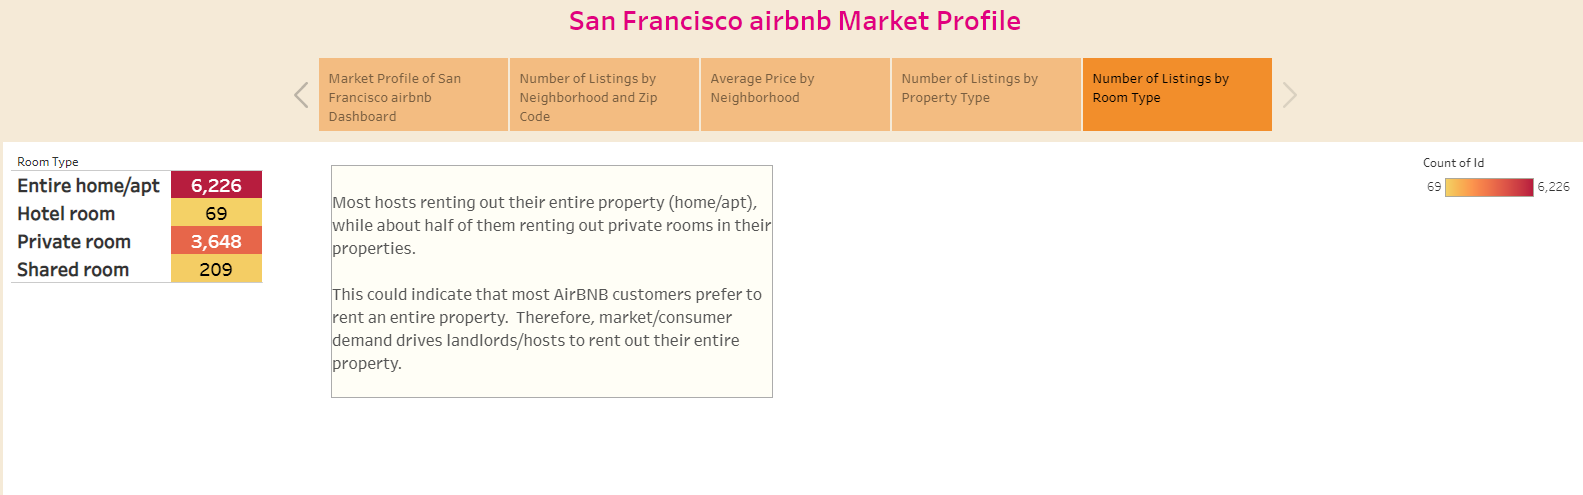 San Francisco airbnb Market Profile
Market Profile of San
Francisco airbnb
Dashboard
Number of Listings by
Neighborhood and Zip
Code
Average Price by
Neighborhood
Number of Listings by
Property Type
Number of Listings by
Room Type
Room Type
Entire home/apt 6,226
Hotel room 69
Private room 3,648
Shared room 209
Most hosts renting out their entire property (home/apt),
while about half of them renting out private rooms in their
properties.
This could indicate that most AirBNB customers prefer to
rent an entire property.  Therefore, market/consumer
demand drives landlords/hosts to rent out their entire
property.
Count of Id
69 6,226